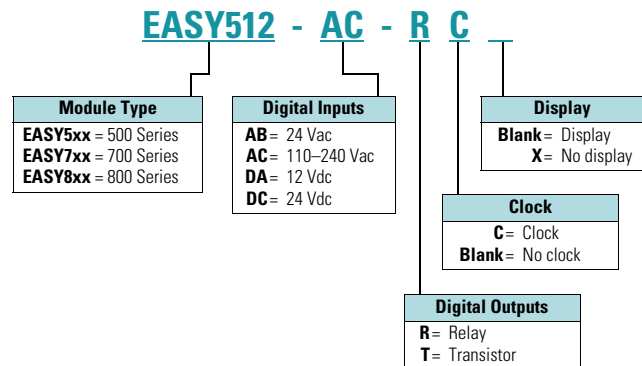 EASY512 - AC - R C
Module Type
EASY5xx = 500 Series
EASY7xx = 700 Series
EASY8xx = 800 Series
Digital Inputs
AB = 24 Vac
AC = 110–240 Vac
DA = 12 Vdc
DC = 24 Vdc
Display
Blank = Display
X = No display
Clock
C = Clock
Blank = No clock
Digital Outputs
R = Relay
T = Transistor